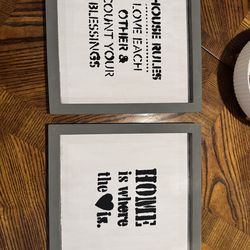 HOUSE RULES
LOVE EACH
OTHER &
COUNT YOUR
BLESSINGS
HOME
is where
the ♥ is.